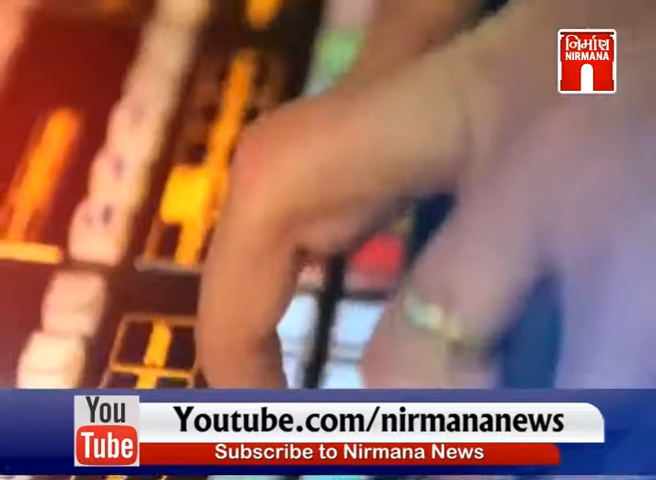 નિર્માણ
NIRMANA
You
Tube
Youtube.com/nirmananews
Subscribe to Nirmana News